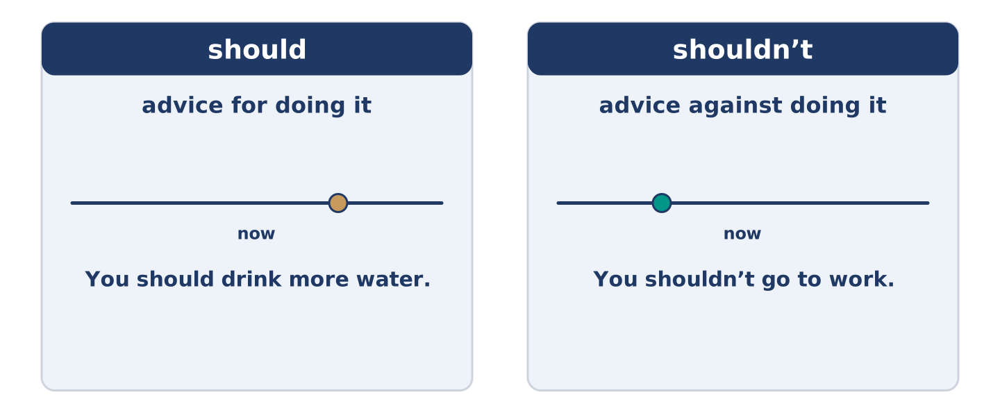 should
advice for doing it
now
You should drink more water.
shouldn’t
advice against doing it
now
You shouldn’t go to work.